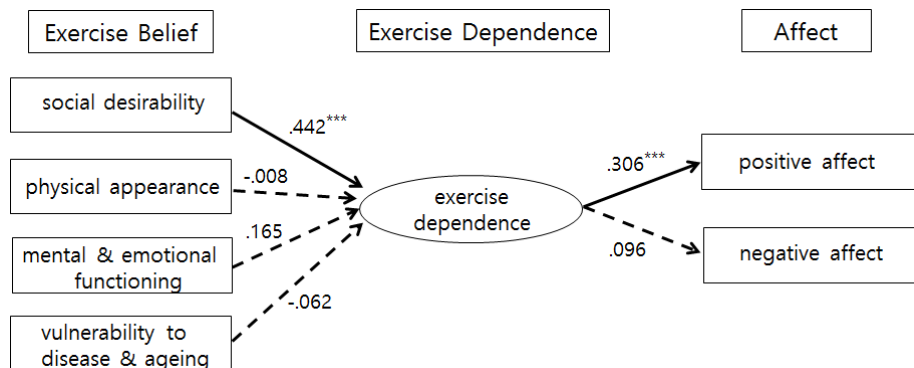 Exercise Belief
Exercise Dependence
Affect
social desirability
.442***
physical appearance
-.008
.306***
positive affect
exercise
dependence
mental & emotional
functioning
.165
.096
negative affect
-.062
vulnerability to
disease & ageing